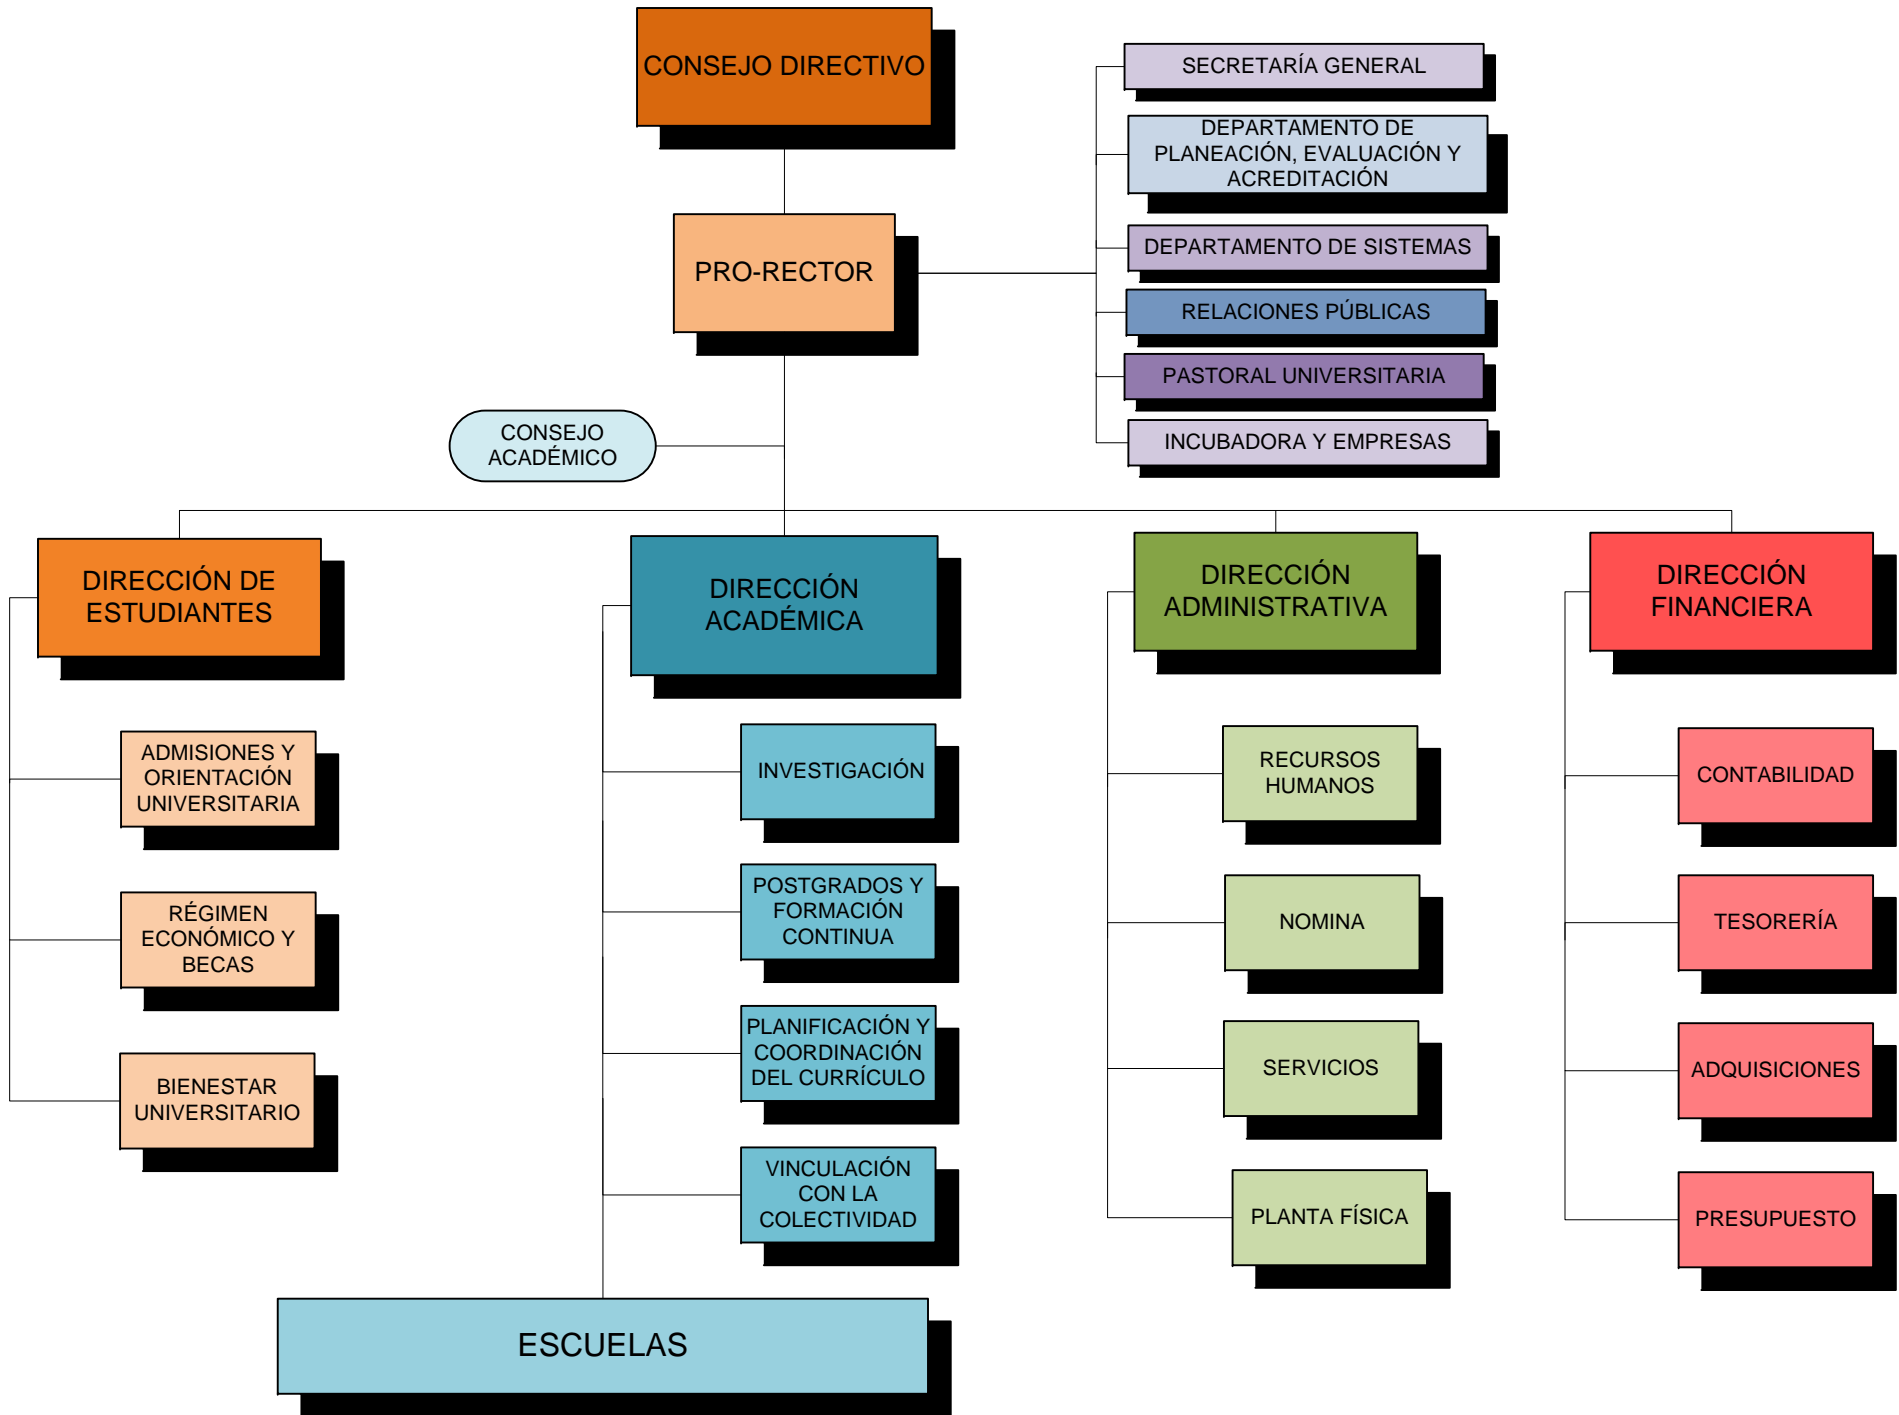 CONSEJO DIRECTIVO
SECRETARÍA GENERAL
DEPARTAMENTO DE
PLANEACIÓN, EVALUACIÓN Y
ACREDITACIÓN
PRO-RECTOR
DEPARTAMENTO DE SISTEMAS
RELACIONES PÚBLICAS
PASTORAL UNIVERSITARIA
INCUBADORA Y EMPRESAS
CONSEJO
ACADÉMICO
DIRECCIÓN DE
ESTUDIANTES
ADMISIONES Y
ORIENTACIÓN
UNIVERSITARIA
RÉGIMEN
ECONÓMICO Y
BECAS
BIENESTAR
UNIVERSITARIO
DIRECCIÓN
ACADÉMICA
INVESTIGACIÓN
POSTGRADOS Y
FORMACIÓN
CONTINUA
PLANIFICACIÓN Y
COORDINACIÓN
DEL CURRÍCULO
VINCULACIÓN
CON LA
COLECTIVIDAD
ESCUELAS
DIRECCIÓN
ADMINISTRATIVA
RECURSOS
HUMANOS
NOMINA
SERVICIOS
PLANTA FÍSICA
DIRECCIÓN
FINANCIERA
CONTABILIDAD
TESORERÍA
ADQUISICIONES
PRESUPUESTO